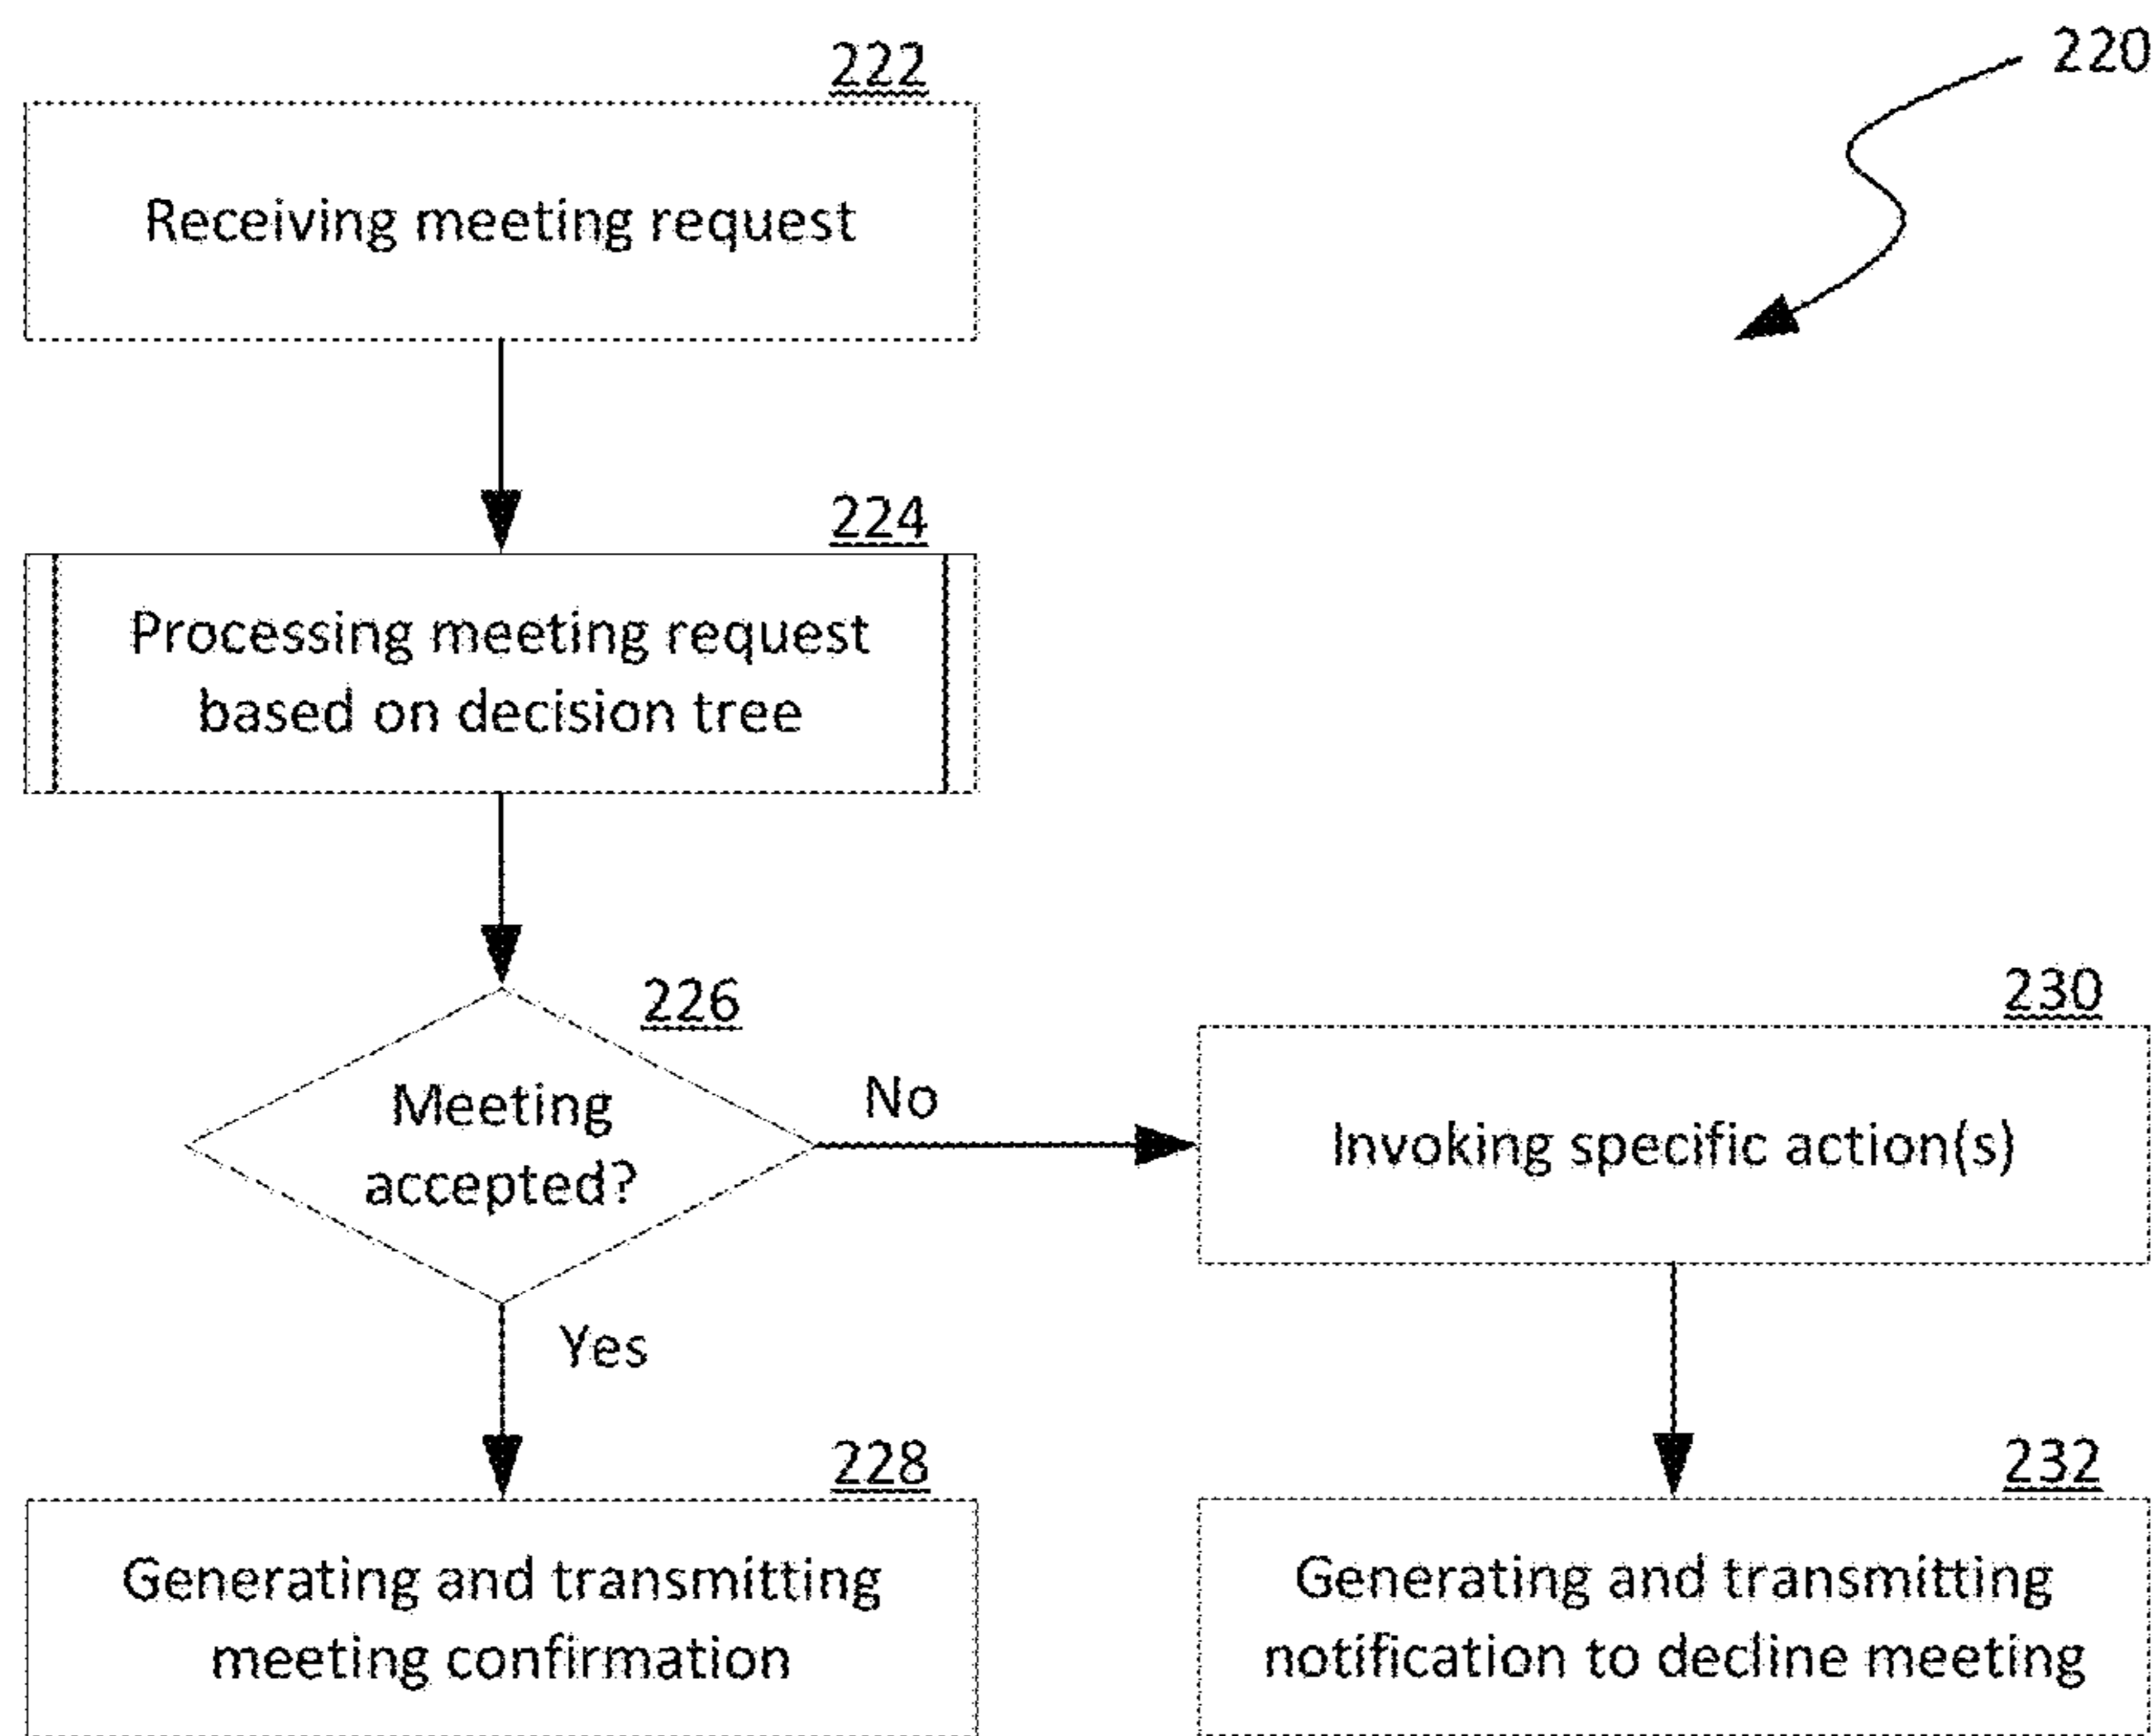 222
220
Receiving meeting request
224
Processing meeting request
based on decision tree
226
Meeting
accepted?
No
Yes
230
Invoking specific action(s)
228
Generating and transmitting
meeting confirmation
232
Generating and transmitting
notification to decline meeting